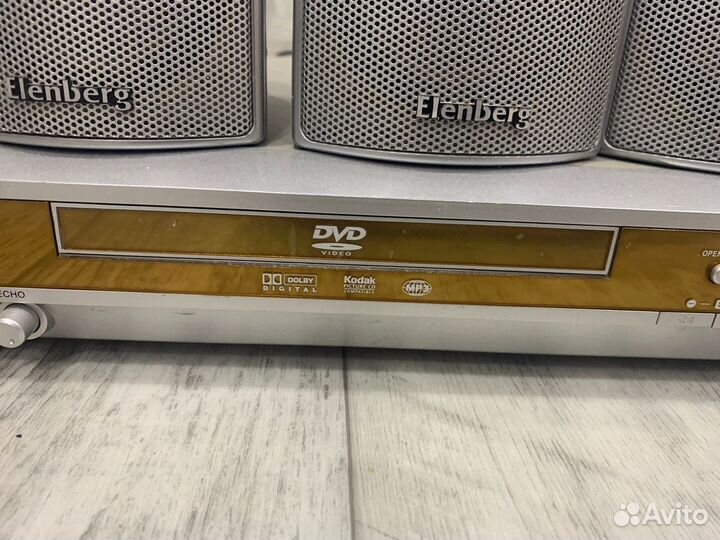 Elenberg
Elenberg
DVD
VIDEO
OPE
DOLBY
DIGITAL
Kodak
PICTURE CD
COMPATIBLE
MP3
ECHO
Avito